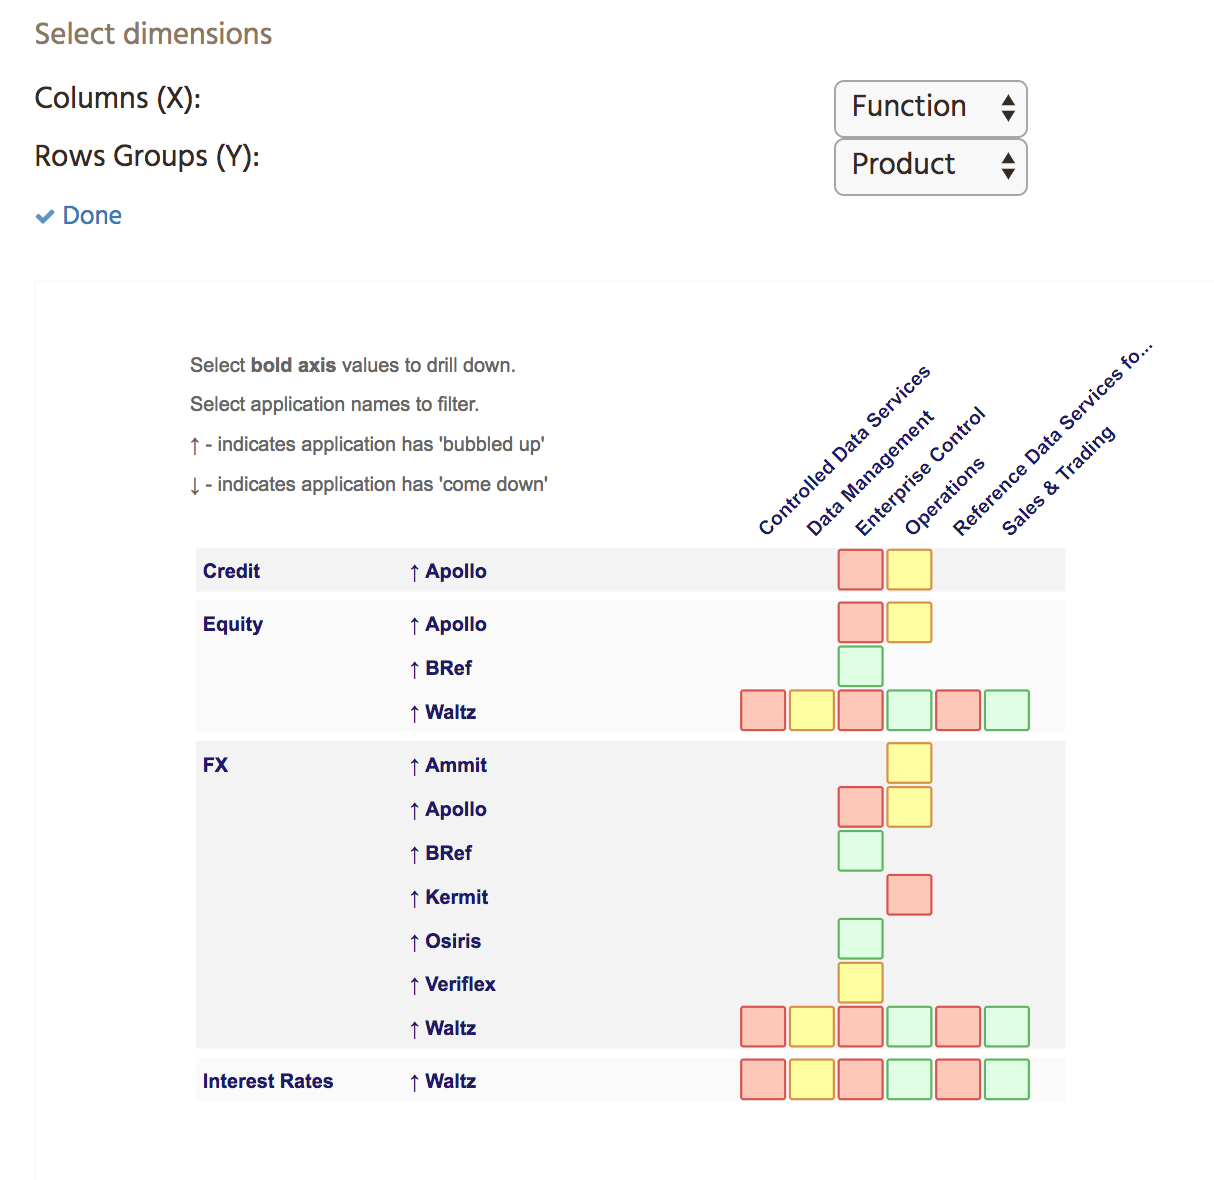 Select dimensions
Columns (X):
Function
Rows Groups (Y):
Product
Done
Select bold axis values to drill down.
Select application names to filter.
↑ - indicates application has 'bubbled up'
↓ - indicates application has 'come down'
Controlled Data Services
Data Management
Enterprise Control
Operations
Reference Data Services fo...
Sales & Trading
Credit ↑ Apollo
Equity ↑ Apollo
↑ BRef
↑ Waltz
FX ↑ Ammit
↑ Apollo
↑ BRef
↑ Kermit
↑ Osiris
↑ Veriflex
↑ Waltz
Interest Rates ↑ Waltz